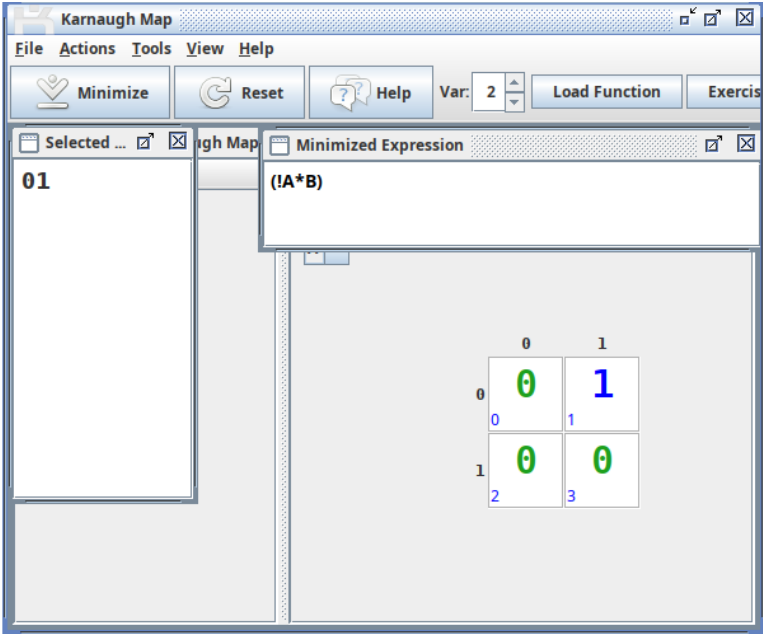 Karnaugh Map
File Actions Tools View Help
Minimize Reset Help Var: 2 Load Function Exercis
Selected ... ugh Map Minimized Expression
01
(!A*B)
0 1
0 0 1
0 1
1 0 0
2 3